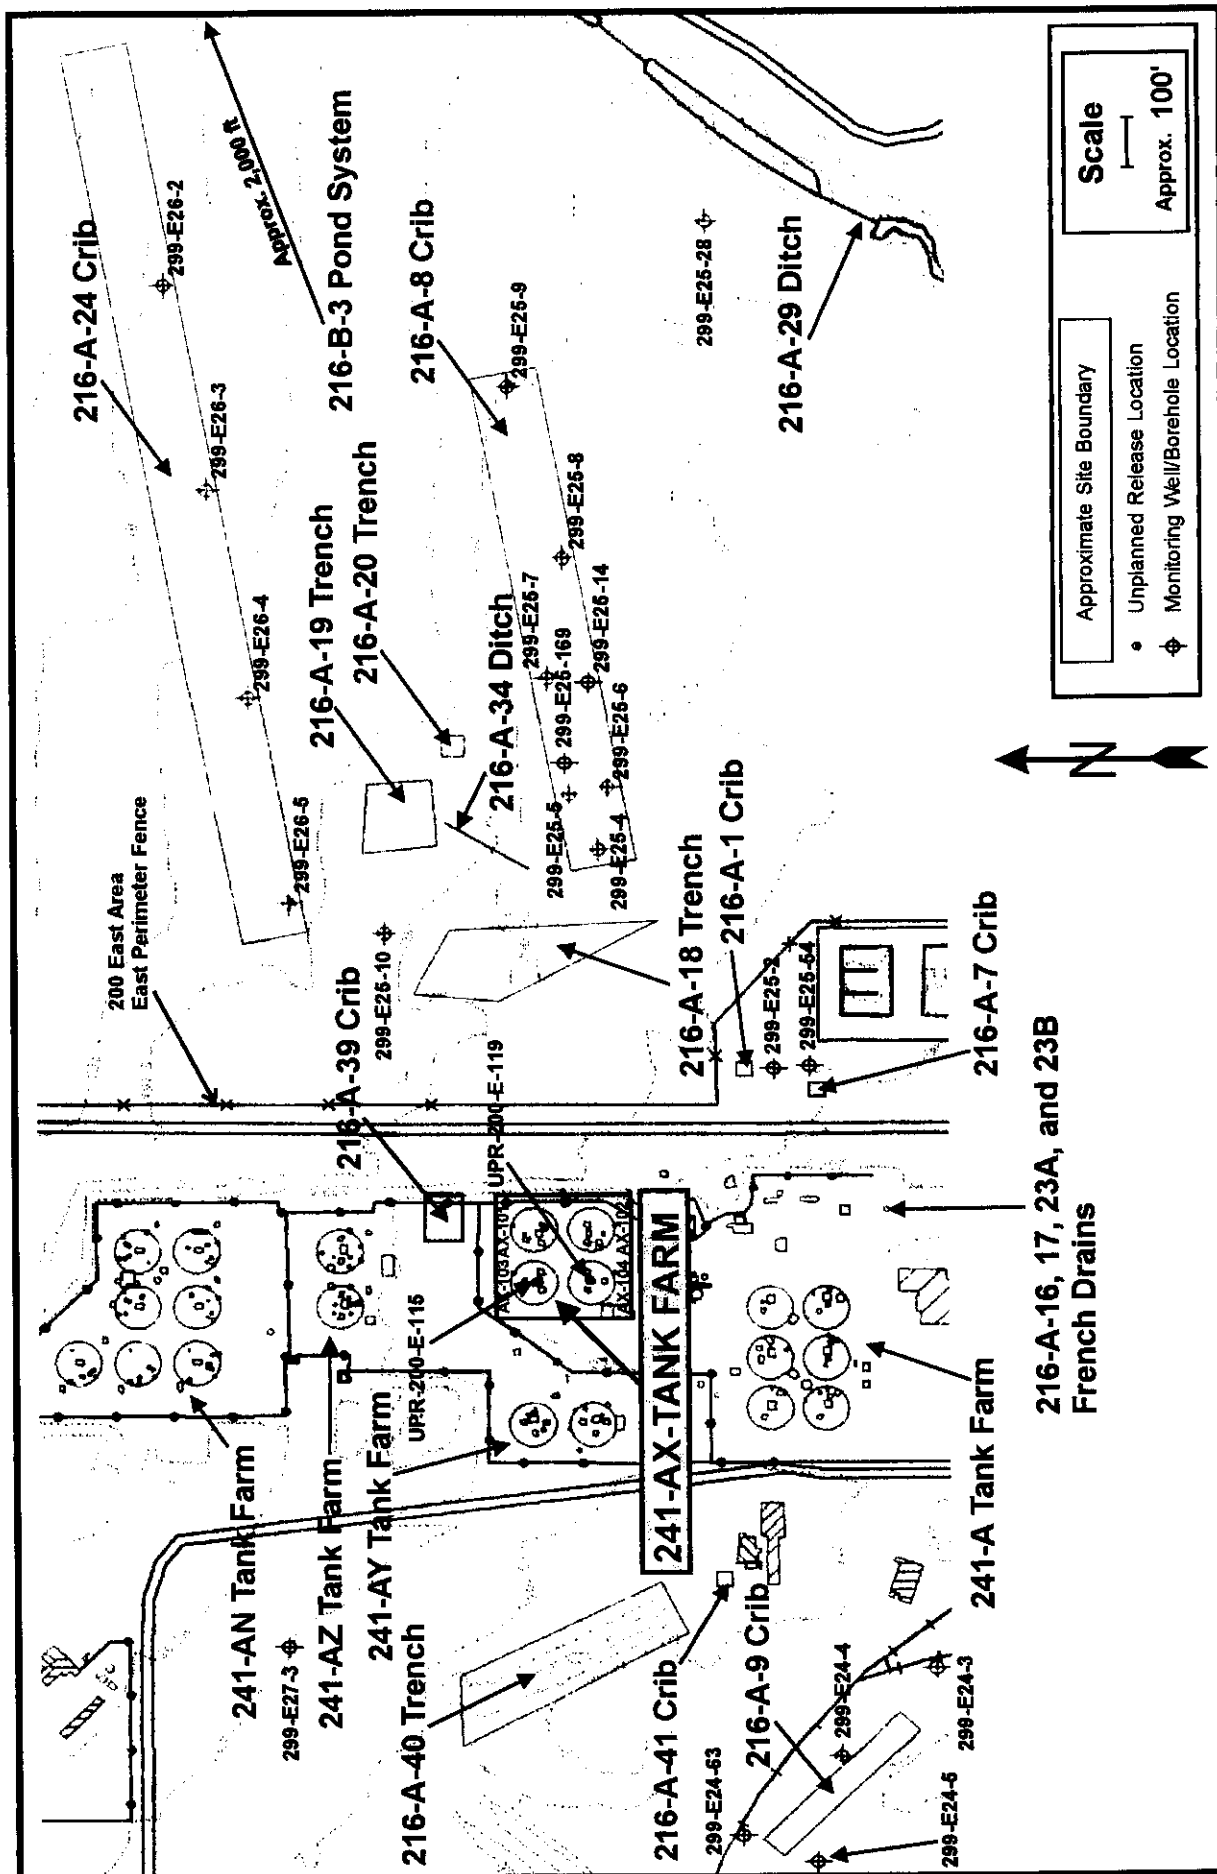 216-A-24 Crib
299-E26-2
Approx. 2,000 ft
216-B-3 Pond System
299-E26-3
299-E26-4
299-E26-5
200 East Area
East Perimeter Fence
216-A-8 Crib
299-E25-9
299-E25-28
216-A-29 Ditch
216-A-19 Trench
216-A-20 Trench
216-A-34 Ditch
299-E25-7
299-E25-8
299-E25-169
299-E25-14
299-E25-6
299-E25-5
299-E25-4
299-E25-10
216-A-18 Trench
216-A-1 Crib
299-E25-2
299-E25-54
216-A-7 Crib
216-A-39 Crib
UPR-200-E-119
AX-103
AX-101
AX-104
AX-102
UPR-200-E-115
241-AX-TANK FARM
216-A-16, 17, 23A, and 23B
French Drains
241-AN Tank Farm
241-AZ Tank Farm
241-AY Tank Farm
241-A Tank Farm
299-E27-3
216-A-40 Trench
216-A-41 Crib
216-A-9 Crib
299-E24-63
299-E24-4
299-E24-3
299-E24-5
N
Approximate Site Boundary
Unplanned Release Location
Monitoring Well/Borehole Location
Scale
Approx. 100'